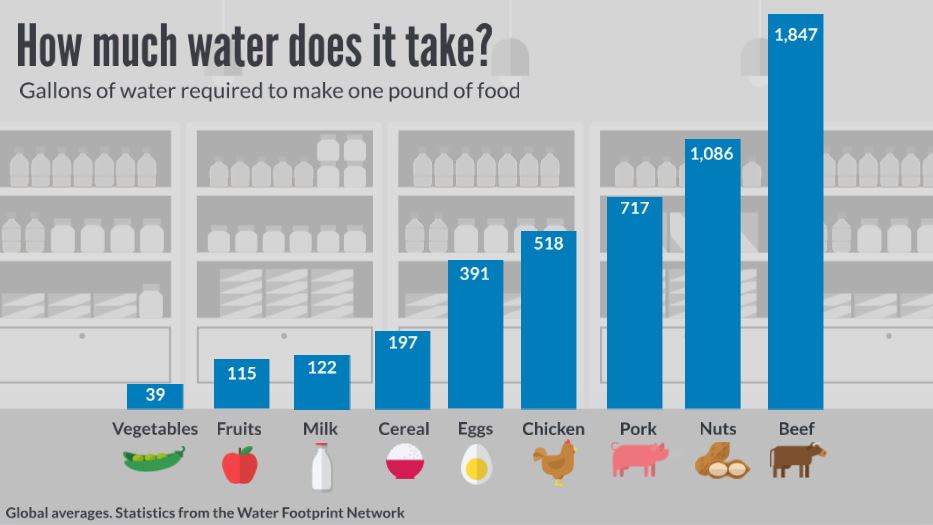 How much water does it take?
Gallons of water required to make one pound of food
39
115
122
197
391
518
717
1,086
1,847
Vegetables
Fruits
Milk
Cereal
Eggs
Chicken
Pork
Nuts
Beef
Global averages. Statistics from the Water Footprint Network